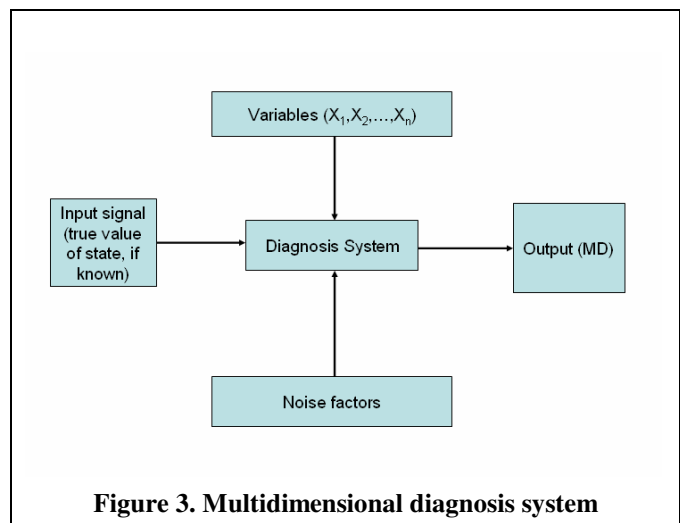 Variables (X1,X2,...,Xn)
Input signal
(true value
of state, if
known)
Diagnosis System
Output (MD)
Noise factors
Figure 3. Multidimensional diagnosis system